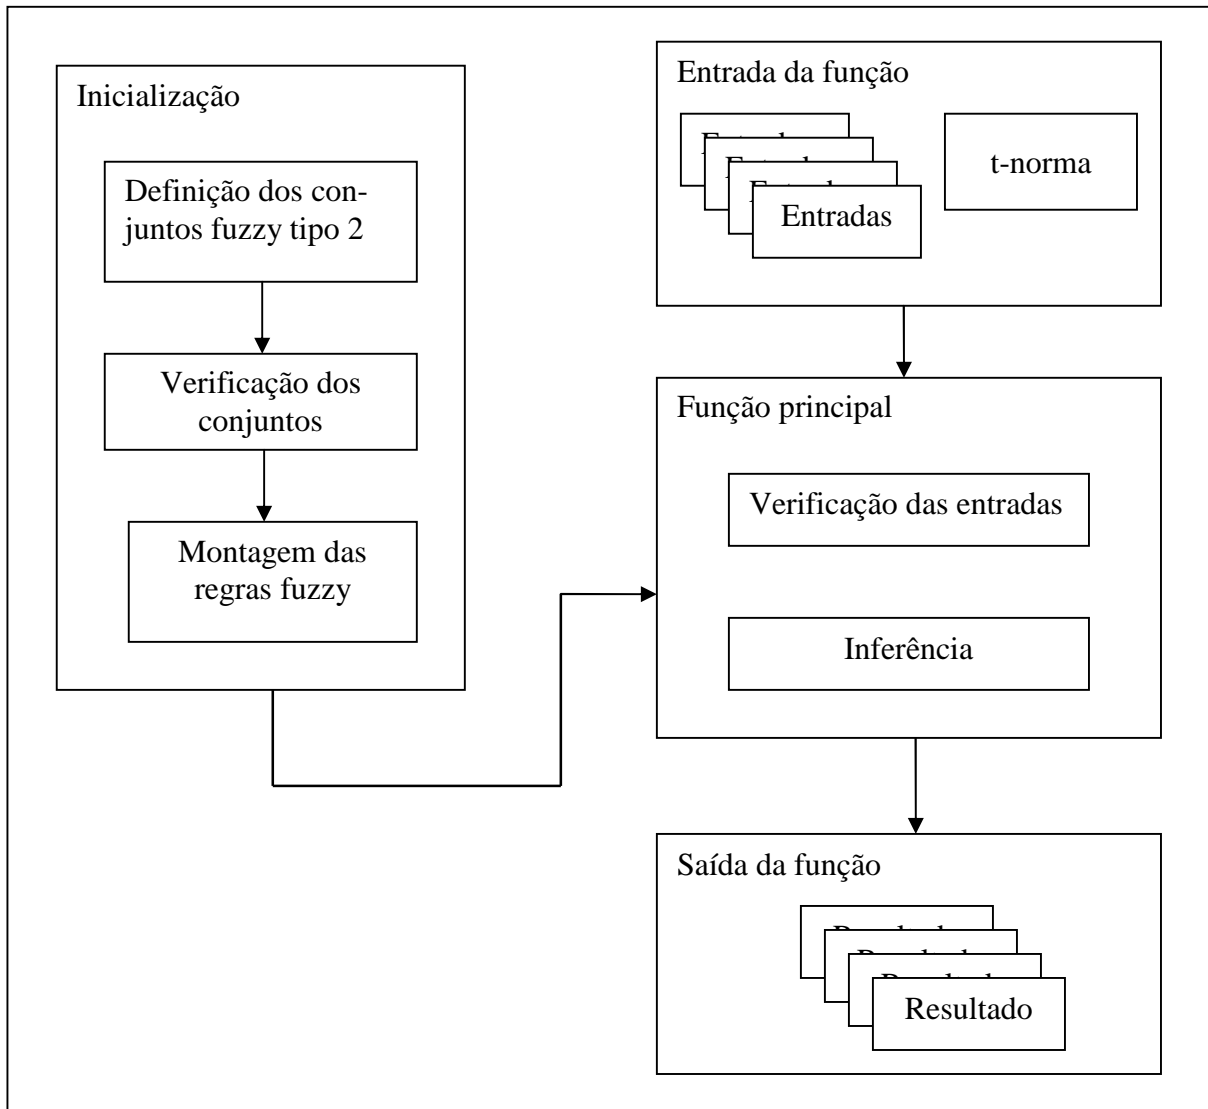 Inicialização
Definição dos con-
juntos fuzzy tipo 2
Verificação dos
conjuntos
Montagem das
regras fuzzy
Entrada da função
Entradas
t-norma
Função principal
Verificação das entradas
Inferência
Saída da função
Resultado